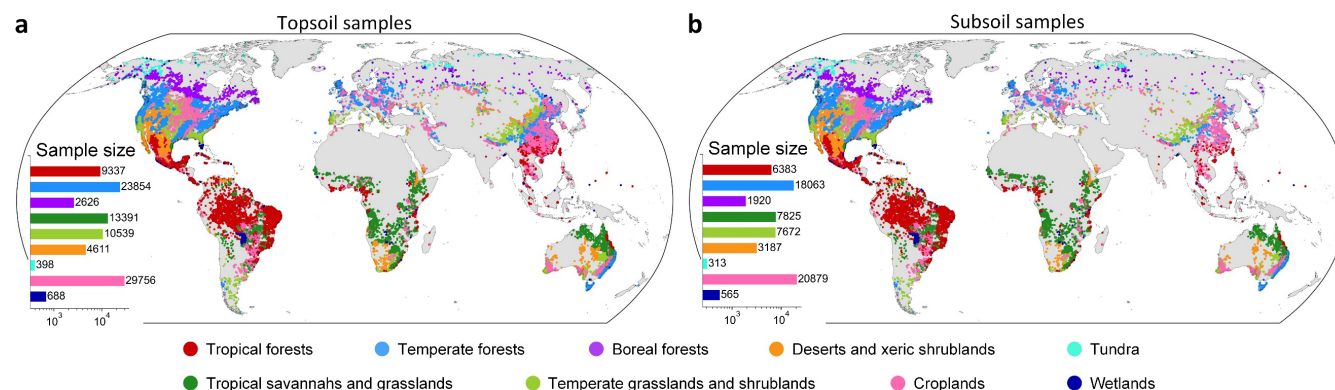 a
Topsoil samples
Sample size
9337
23854
2626
13391
10539
4611
398
29756
688
10³ 10⁴
b
Subsoil samples
Sample size
6383
18063
1920
7825
7672
3187
313
20879
565
10³ 10⁴
Tropical forests Temperate forests Boreal forests Deserts and xeric shrublands Tundra
Tropical savannahs and grasslands Temperate grasslands and shrublands Croplands Wetlands